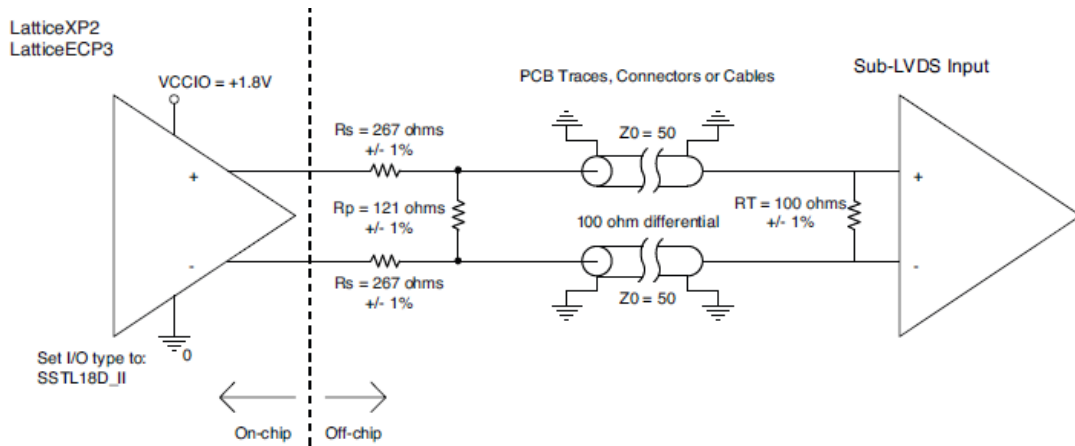 LatticeXP2
LatticeECP3
VCCIO = +1.8V
PCB Traces, Connectors or Cables
Sub-LVDS Input
Rs = 267 ohms
+/- 1%
Z0 = 50
+
+
Rp = 121 ohms
+/- 1%
100 ohm differential
RT = 100 ohms
+/- 1%
-
-
Rs = 267 ohms
+/- 1%
Z0 = 50
0
Set I/O type to:
SSTL18D_II
On-chip
Off-chip